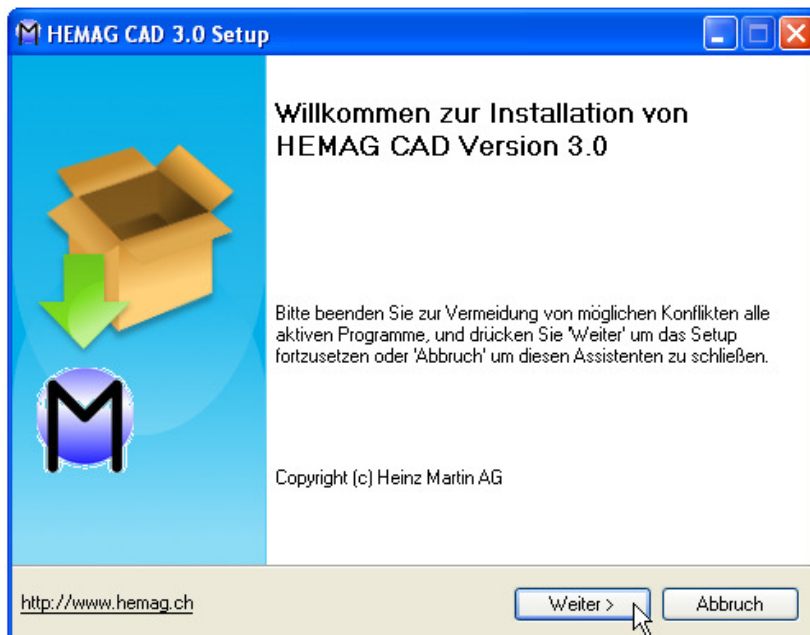 HEMAG CAD 3.0 Setup
Willkommen zur Installation von
HEMAG CAD Version 3.0
Bitte beenden Sie zur Vermeidung von möglichen Konflikten alle
aktiven Programme, und drücken Sie 'Weiter' um das Setup
fortzusetzen oder 'Abbruch' um diesen Assistenten zu schließen.
Copyright (c) Heinz Martin AG
http://www.hemag.ch
Weiter >
Abbruch